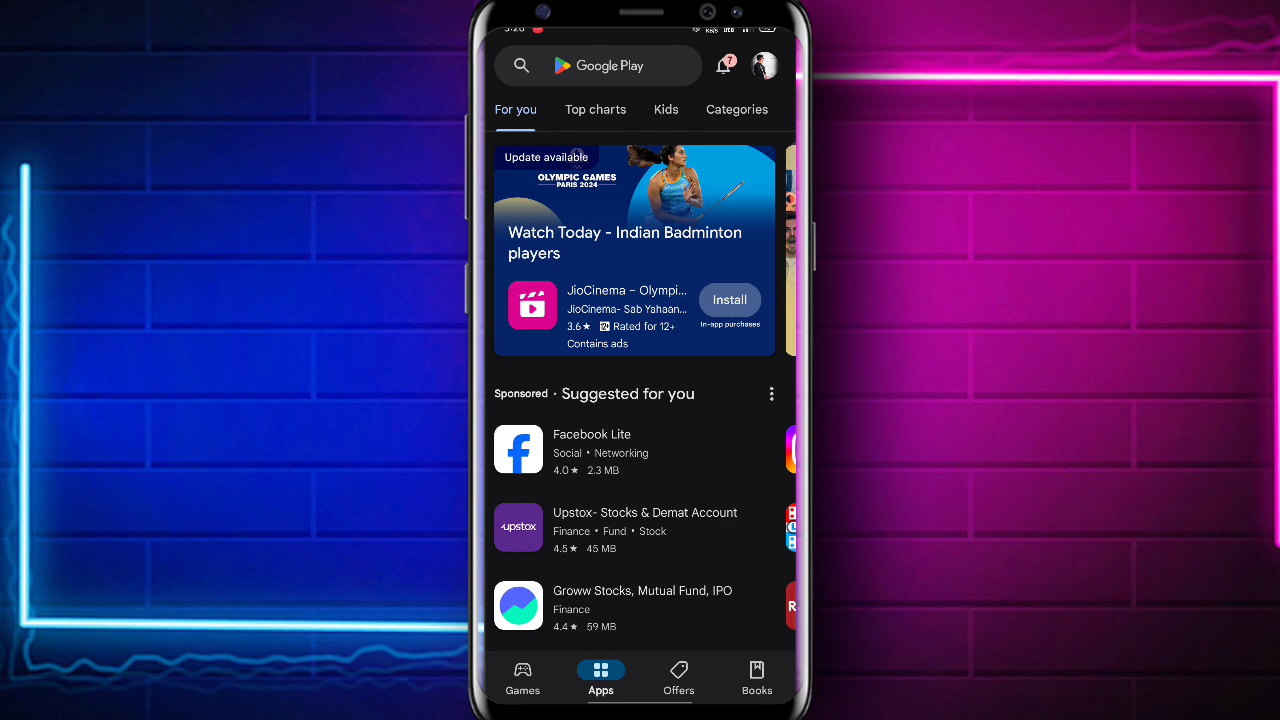 Google Play
7
For you
Top charts
Kids
Categories
Update available
OLYMPIC GAMES
PARIS 2024
Watch Today - Indian Badminton
players
JioCinema – Olympi...
JioCinema- Sab Yahaan...
3.6★ 12+ Rated for 12+
Contains ads
Install
In-app purchases
Sponsored • Suggested for you
Facebook Lite
Social • Networking
4.0★ 2.3 MB
upstox
Upstox- Stocks & Demat Account
Finance • Fund • Stock
4.5★ 45 MB
Groww Stocks, Mutual Fund, IPO
Finance
4.4★ 59 MB
Games
Apps
Offers
Books